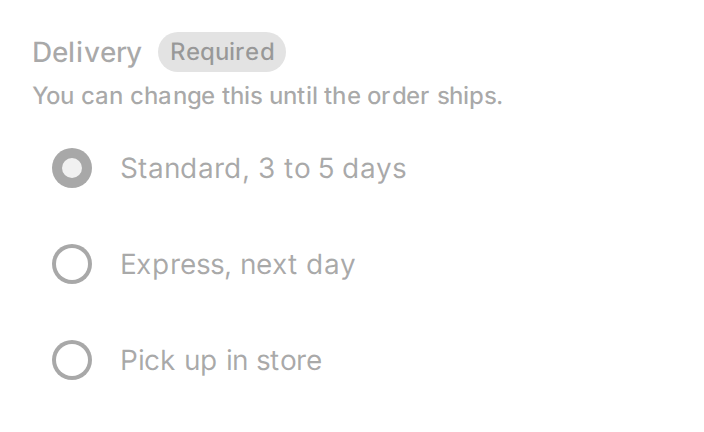 Delivery Required
You can change this until the order ships.
Standard, 3 to 5 days
Express, next day
Pick up in store